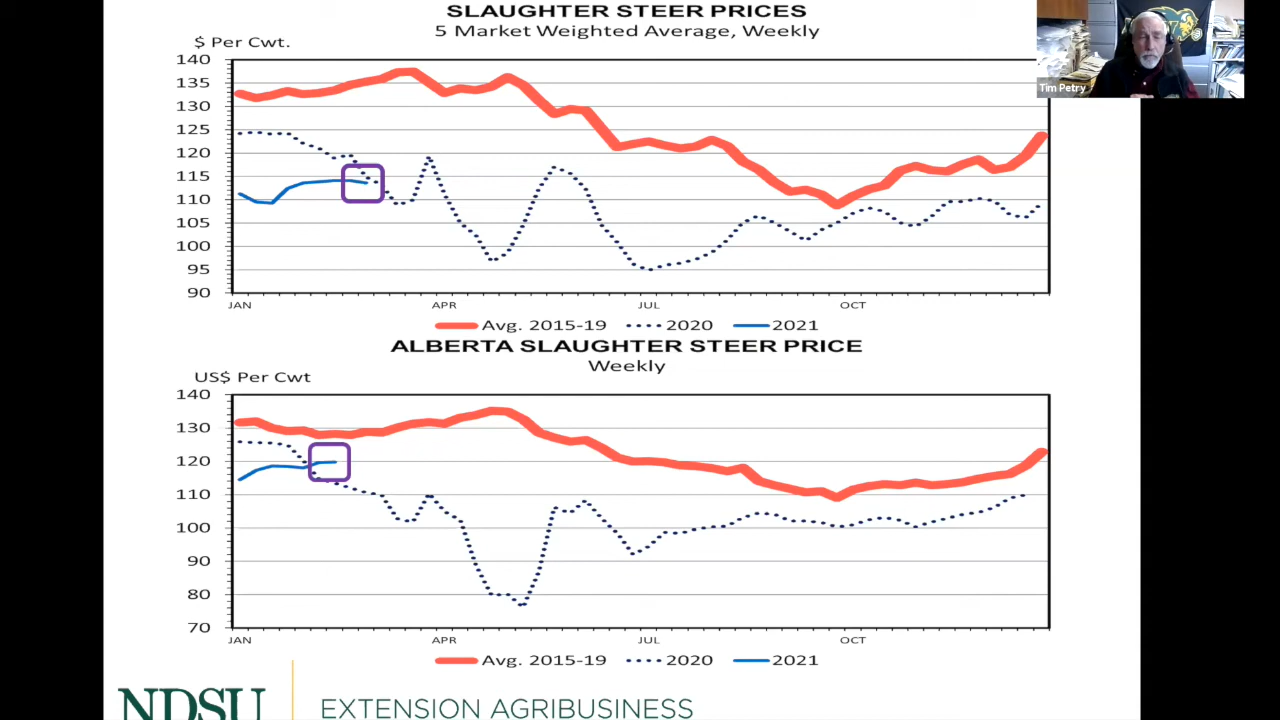 SLAUGHTER STEER PRICES
5 Market Weighted Average, Weekly
$ Per Cwt.
140
135
130
125
120
115
110
105
100
95
90
JAN APR JUL OCT
Avg. 2015-19 2020 2021
Tim Petry
ALBERTA SLAUGHTER STEER PRICE
Weekly
US$ Per Cwt
140
130
120
110
100
90
80
70
JAN APR JUL OCT
Avg. 2015-19 2020 2021
NDSU EXTENSION AGRIBUSINESS